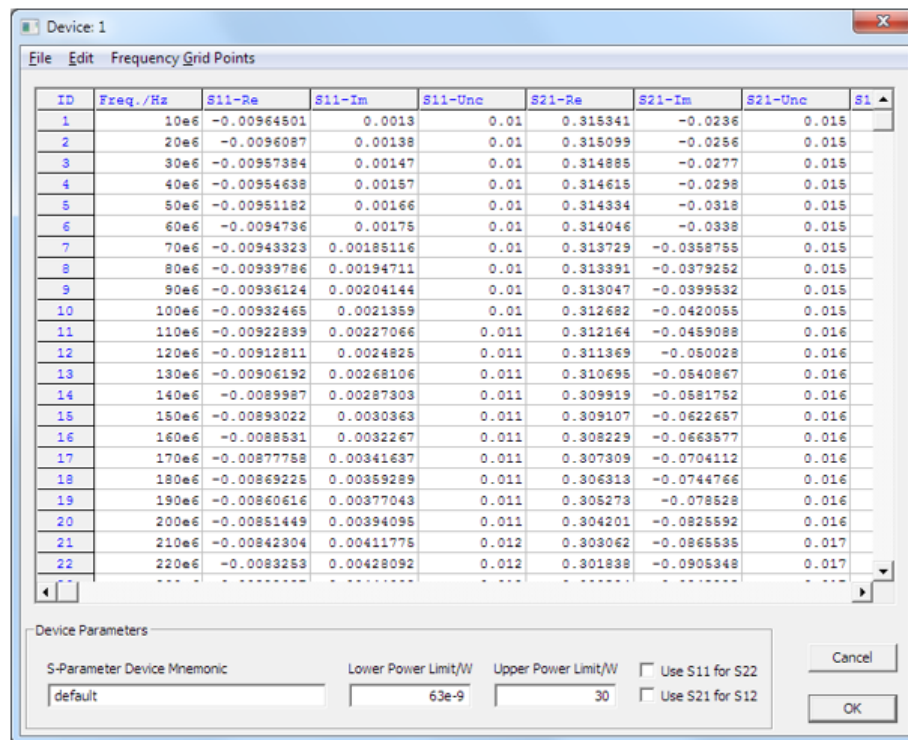 Device: 1
File Edit Frequency Grid Points
ID Freq./Hz S11-Re S11-Im S11-Unc S21-Re S21-Im S21-Unc S1
1 10e6 -0.00964501 0.0013 0.01 0.315341 -0.0236 0.015
2 20e6 -0.0096087 0.00138 0.01 0.315099 -0.0256 0.015
3 30e6 -0.00957384 0.00147 0.01 0.314885 -0.0277 0.015
4 40e6 -0.00954638 0.00157 0.01 0.314615 -0.0298 0.015
5 50e6 -0.00951182 0.00166 0.01 0.314334 -0.0318 0.015
6 60e6 -0.0094736 0.00175 0.01 0.314046 -0.0338 0.015
7 70e6 -0.00943323 0.00185116 0.01 0.313729 -0.0358755 0.015
8 80e6 -0.00939786 0.00194711 0.01 0.313391 -0.0379252 0.015
9 90e6 -0.00936124 0.00204144 0.01 0.313047 -0.0399532 0.015
10 100e6 -0.00932465 0.0021359 0.01 0.312682 -0.0420055 0.015
11 110e6 -0.00922839 0.00227066 0.011 0.312164 -0.0459088 0.016
12 120e6 -0.00912811 0.0024825 0.011 0.311369 -0.050028 0.016
13 130e6 -0.00906192 0.00268106 0.011 0.310695 -0.0540867 0.016
14 140e6 -0.0089987 0.00287303 0.011 0.309919 -0.0581752 0.016
15 150e6 -0.00893022 0.0030363 0.011 0.309107 -0.0622657 0.016
16 160e6 -0.0088531 0.0032267 0.011 0.308229 -0.0663577 0.016
17 170e6 -0.00877758 0.00341637 0.011 0.307309 -0.0704112 0.016
18 180e6 -0.00869225 0.00359289 0.011 0.306313 -0.0744766 0.016
19 190e6 -0.00860616 0.00377043 0.011 0.305273 -0.078528 0.016
20 200e6 -0.00851449 0.00394095 0.011 0.304201 -0.0825592 0.016
21 210e6 -0.00842304 0.00411775 0.012 0.303062 -0.0865535 0.017
22 220e6 -0.0083253 0.00428092 0.012 0.301838 -0.0905348 0.017
Device Parameters
S-Parameter Device Mnemonic Lower Power Limit/W Upper Power Limit/W Use S11 for S22 Cancel
default 63e-9 30 Use S21 for S12 OK